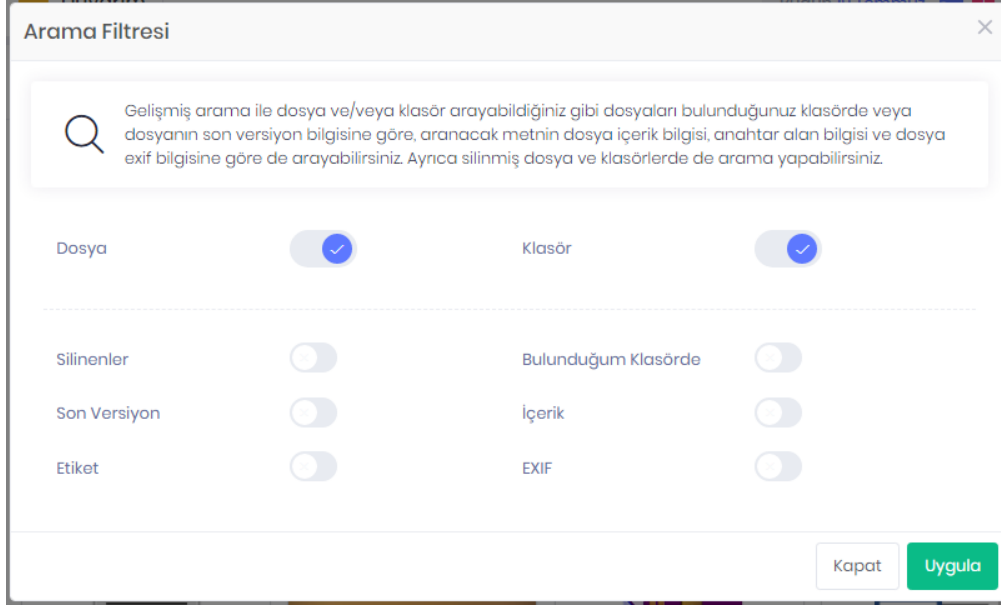 Arama Filtresi
Gelişmiş arama ile dosya ve/veya klasör arayabildiğiniz gibi dosyaları bulunduğunuz klasörde veya
dosyanın son versiyon bilgisine göre, aranacak metnin dosya içerik bilgisi, anahtar alan bilgisi ve dosya
exif bilgisine göre de arayabilirsiniz. Ayrıca silinmiş dosya ve klasörlerde de arama yapabilirsiniz.
Dosya
Klasör
Silinenler
Bulunduğum Klasörde
Son Versiyon
İçerik
Etiket
EXIF
Kapat
Uygula